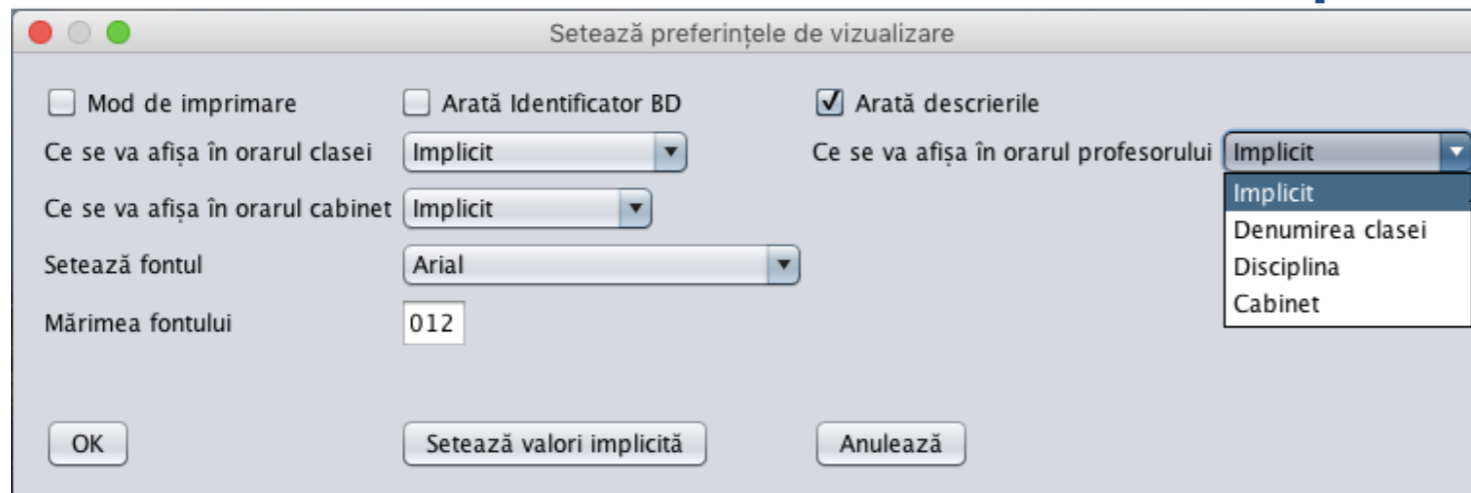 Setează preferințele de vizualizare
Mod de imprimare Arată Identificator BD Arată descrierile
Ce se va afișa în orarul clasei Implicit Ce se va afișa în orarul profesorului Implicit
Implicit
Ce se va afișa în orarul cabinet Implicit
Denumirea clasei
Setează fontul Arial Disciplina
Cabinet
Mărimea fontului 012
OK Setează valori implicită Anulează